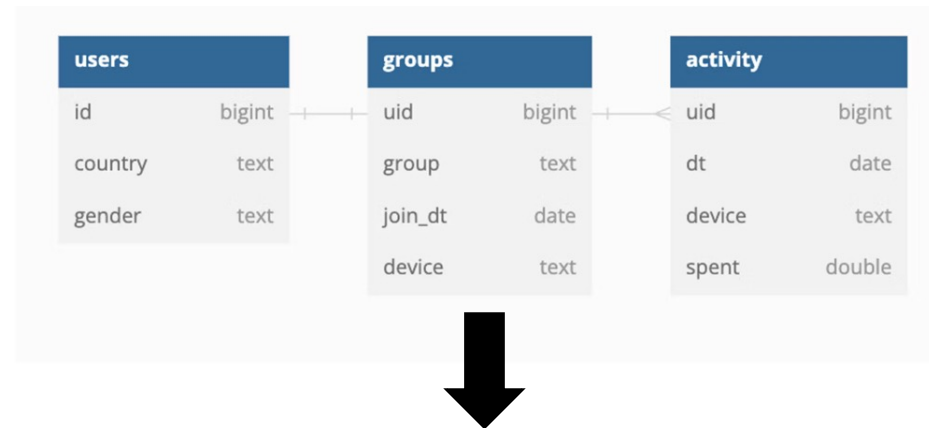 users groups activity
id bigint uid bigint uid bigint
country text group text dt date
gender text join_dt date device text
device text spent double